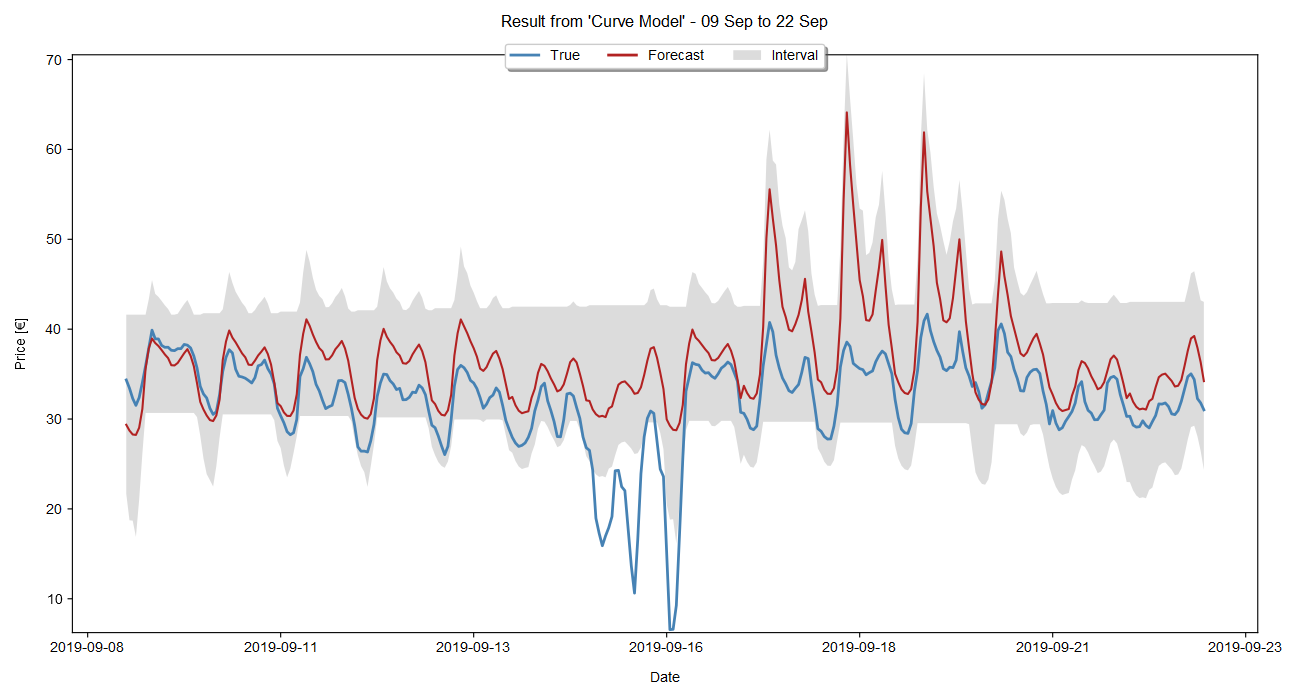 Result from 'Curve Model' - 09 Sep to 22 Sep
True Forecast Interval
70
60
50
40
30
20
10
Price [€]
2019-09-08 2019-09-11 2019-09-13 2019-09-16 2019-09-18 2019-09-21 2019-09-23
Date